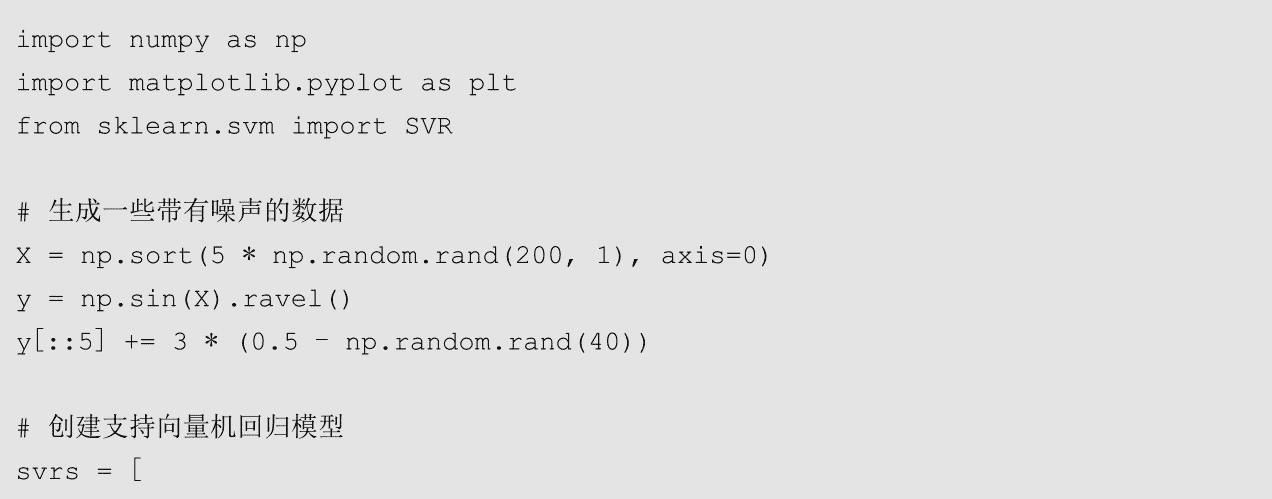 import numpy as np
import matplotlib.pyplot as plt
from sklearn.svm import SVR
# 生成一些带有噪声的数据
X = np.sort(5 * np.random.rand(200, 1), axis=0)
y = np.sin(X).ravel()
y[::5] += 3 * (0.5 - np.random.rand(40))
# 创建支持向量机回归模型
svrs = [